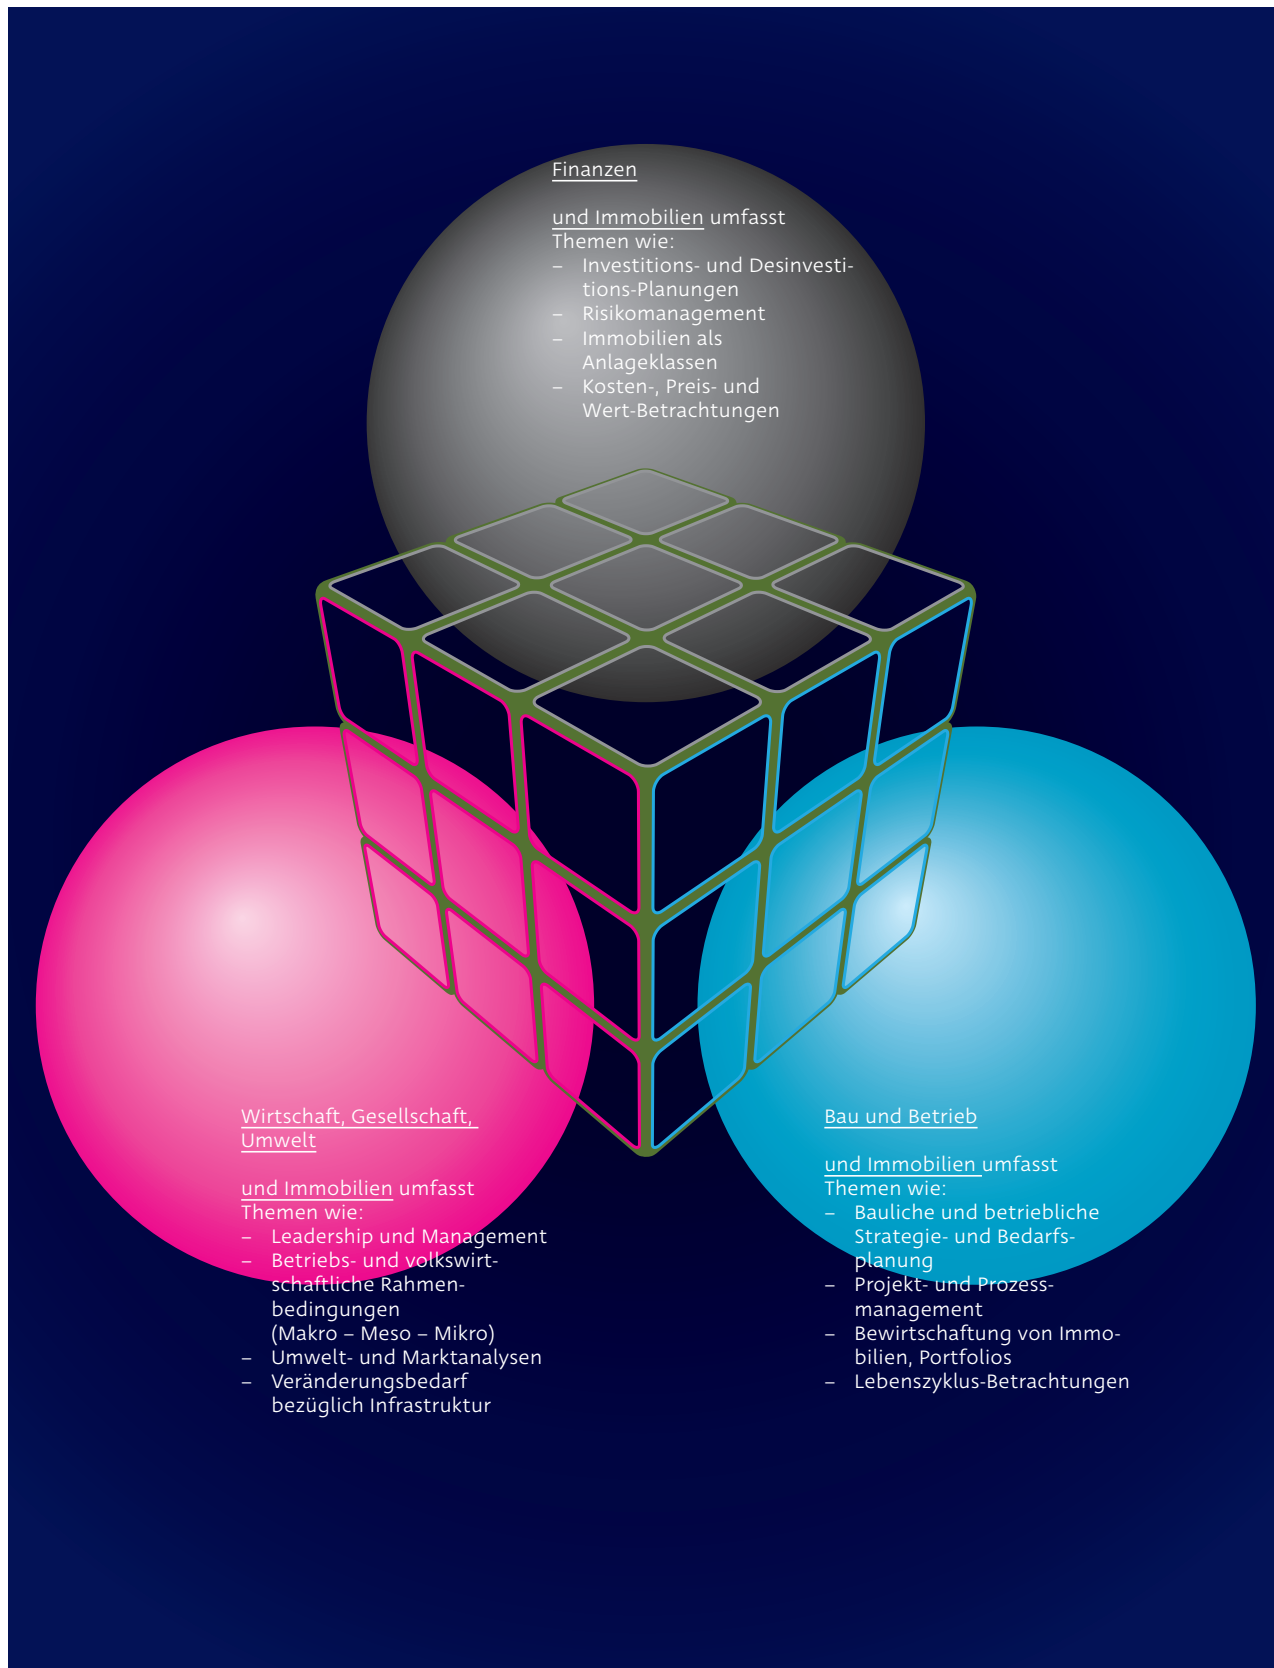 Finanzen
und Immobilien umfasst
Themen wie:
– Investitions- und Desinvesti-
tions-Planungen
– Risikomanagement
– Immobilien als
Anlageklassen
– Kosten-, Preis- und
Wert-Betrachtungen
Wirtschaft, Gesellschaft,
Umwelt
und Immobilien umfasst
Themen wie:
– Leadership und Management
– Betriebs- und volkswirt-
schaftliche Rahmen-
bedingungen
(Makro – Meso – Mikro)
– Umwelt- und Marktanalysen
– Veränderungsbedarf
bezüglich Infrastruktur
Bau und Betrieb
und Immobilien umfasst
Themen wie:
– Bauliche und betriebliche
Strategie- und Bedarfs-
planung
– Projekt- und Prozess-
management
– Bewirtschaftung von Immo-
bilien, Portfolios
– Lebenszyklus-Betrachtungen